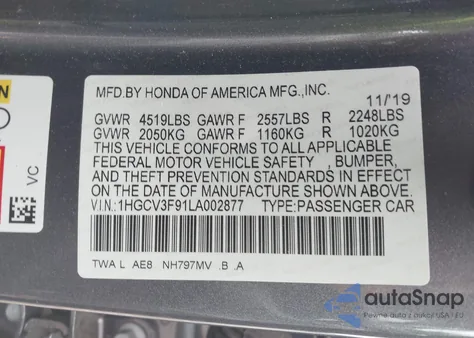 MFD.BY HONDA OF AMERICA MFG.,INC.
11/19
GVWR 4519LBS GAWR F 2557LBS R 2248LBS
GVWR 2050KG GAWR F 1160KG R 1020KG
THIS VEHICLE CONFORMS TO ALL APPLICABLE
FEDERAL MOTOR VEHICLE SAFETY , BUMPER,
AND THEFT PREVENTION STANDARDS IN EFFECT
ON THE DATE OF MANUFACTURE SHOWN ABOVE.
V.I.N.: 1HGCV3F91LA002877 TYPE:PASSENGER CAR
TWA L AE8 NH797MV .B .A
VC
autoSnap